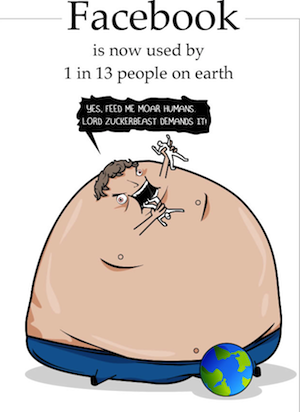 Facebook
is now used by
1 in 13 people on earth
YES, FEED ME MOAR HUMANS.
LORD ZUCKERBEAST DEMANDS IT!